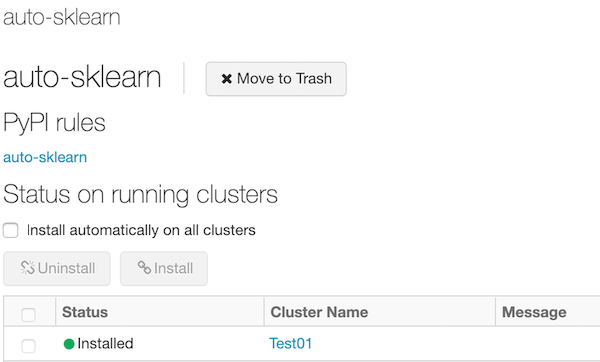 auto-sklearn
auto-sklearn
Move to Trash
PyPI rules
auto-sklearn
Status on running clusters
Install automatically on all clusters
Uninstall Install
Status Cluster Name Message
Installed Test01